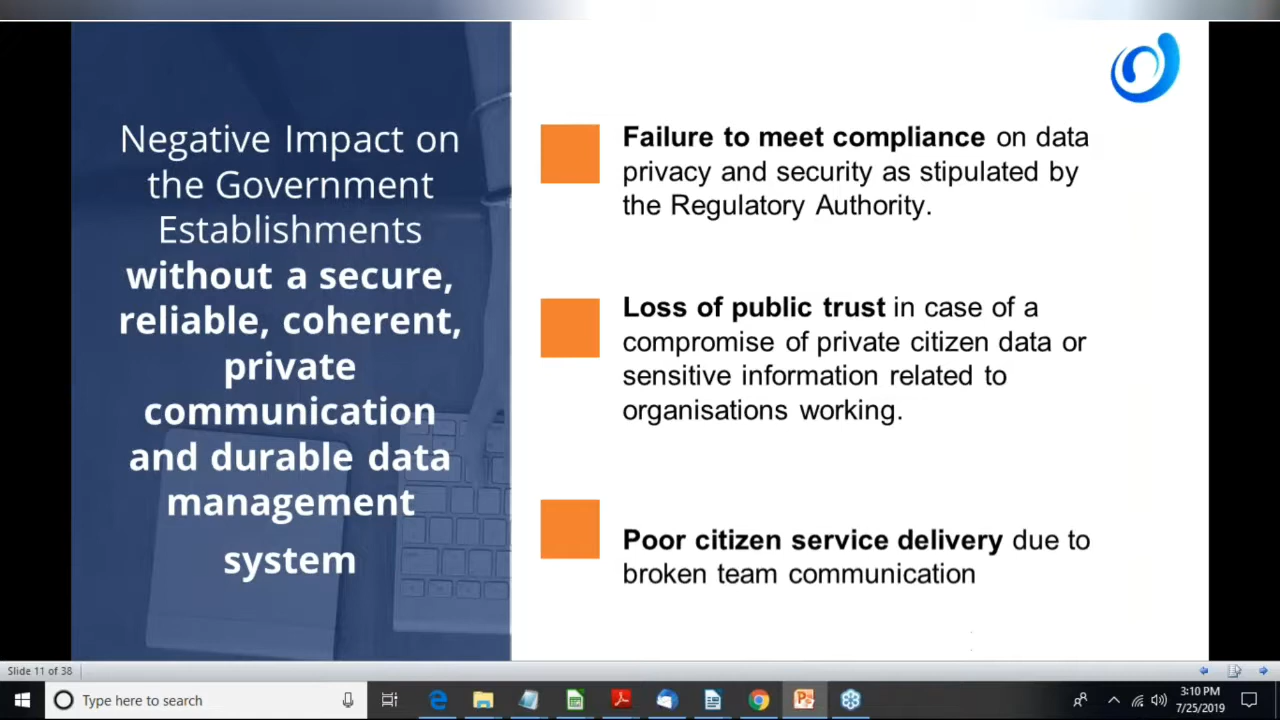 Negative Impact on
the Government
Establishments
without a secure,
reliable, coherent,
private
communication
and durable data
management
system
Failure to meet compliance on data
privacy and security as stipulated by
the Regulatory Authority.
Loss of public trust in case of a
compromise of private citizen data or
sensitive information related to
organisations working.
Poor citizen service delivery due to
broken team communication
Slide 11 of 38
Type here to search
3:10 PM
7/25/2019